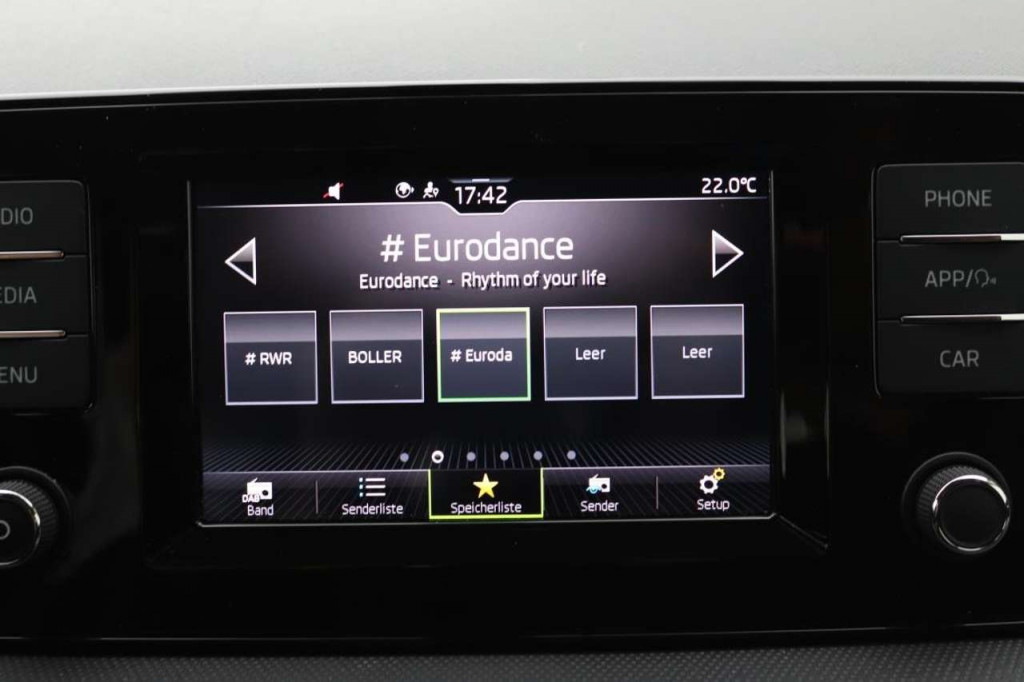 17:42
22.0°C
# Eurodance
Eurodance - Rhythm of your life
# RWR
BOLLER
# Euroda
Leer
Leer
DAB
Band
Senderliste
Speicherliste
Sender
Setup
DIO
EDIA
ENU
PHONE
APP/
CAR